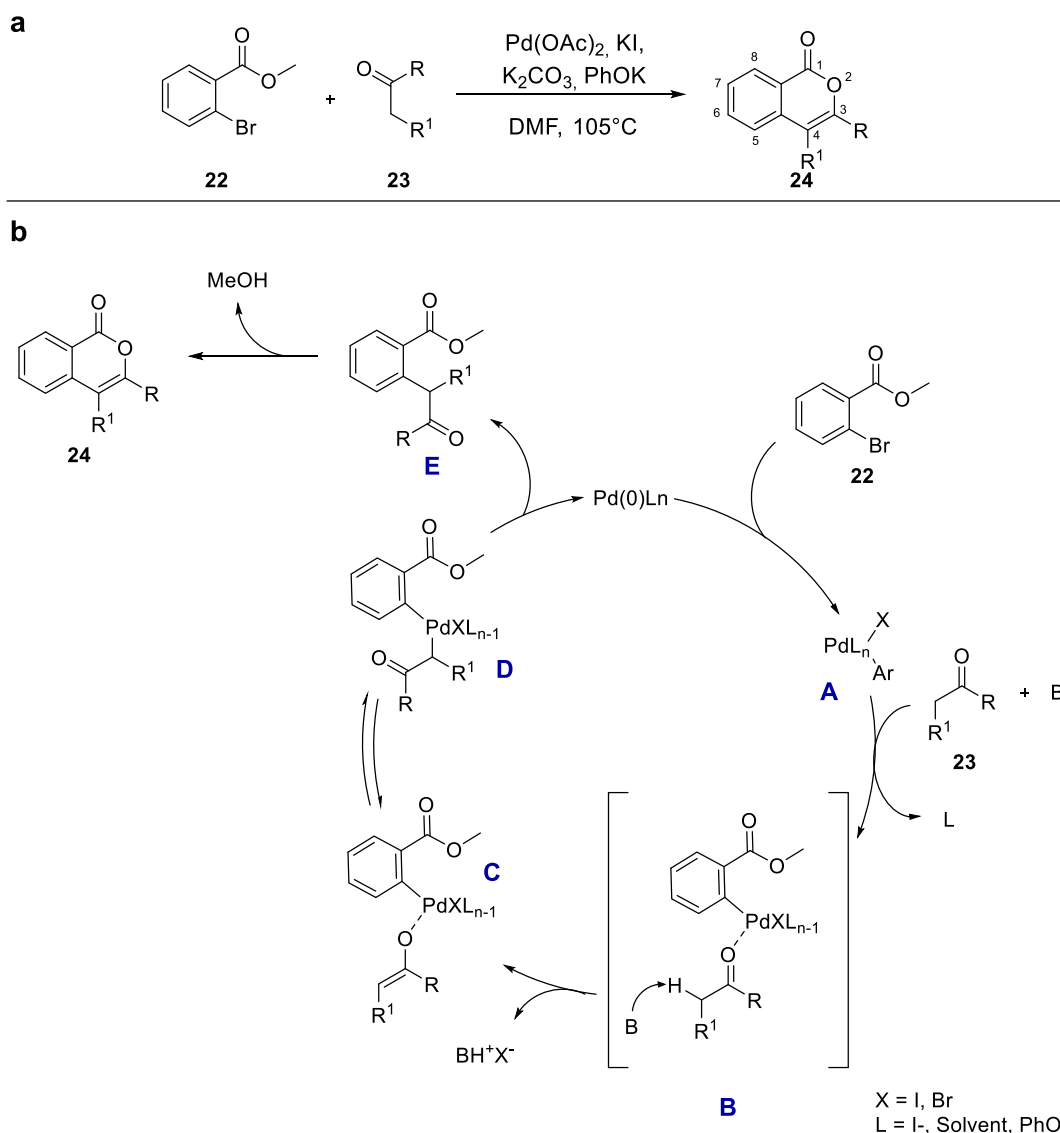 a
O
O
Br
22
+
O
R
R¹
23
Pd(OAc)₂, KI,
K₂CO₃, PhOK
DMF, 105°C
O
1
O
2
3
R
4
R¹
5
6
7
8
24
b
MeOH
O
O
R
R¹
24
O
O
R¹
R
O
E
O
O
Br
22
Pd(0)Ln
O
O
PdXLₙ₋₁
O
R¹
R
D
X
PdLₙ
Ar
A
O
R
R¹
23
+ B
L
O
O
C
PdXLₙ₋₁
O
R
R¹
O
O
PdXLₙ₋₁
O
H
R
B
R¹
B
BH⁺X⁻
X = I, Br
L = I-, Solvent, PhO